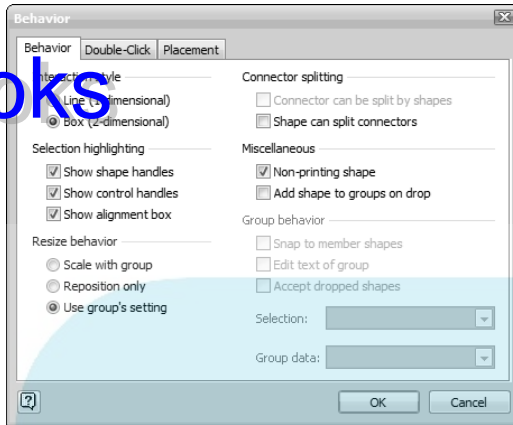 Behavior
Behavior Double-Click Placement
Interaction style
Line (1-dimensional)
Box (2-dimensional)
Selection highlighting
Show shape handles
Show control handles
Show alignment box
Resize behavior
Scale with group
Reposition only
Use group's setting
Connector splitting
Connector can be split by shapes
Shape can split connectors
Miscellaneous
Non-printing shape
Add shape to groups on drop
Group behavior
Snap to member shapes
Edit text of group
Accept dropped shapes
Selection:
Group data:
OK Cancel